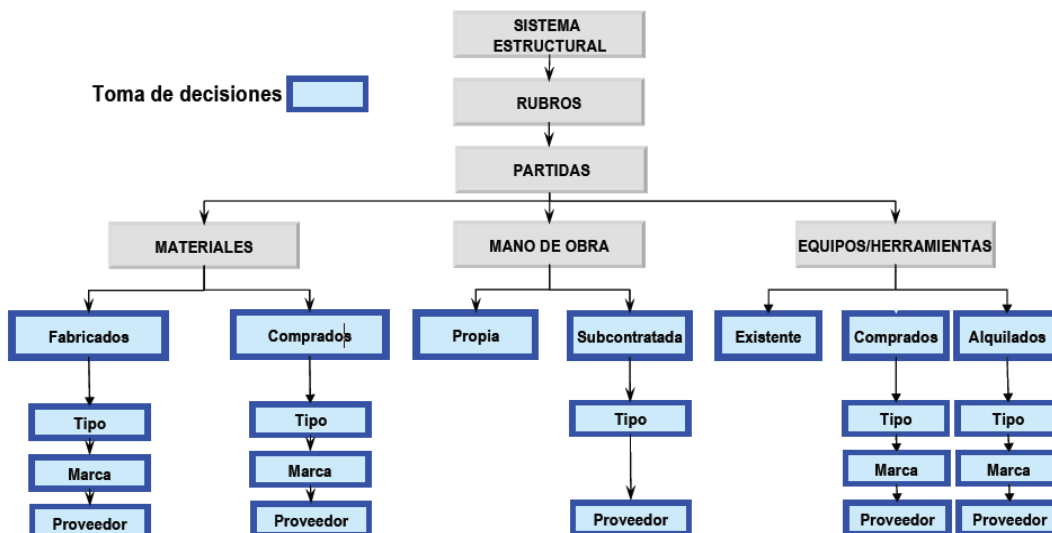 SISTEMA
ESTRUCTURAL
Toma de decisiones
RUBROS
PARTIDAS
MATERIALES
MANO DE OBRA
EQUIPOS/HERRAMIENTAS
Fabricados
Comprados
Propia
Subcontratada
Existente
Comprados
Alquilados
Tipo
Tipo
Tipo
Tipo
Tipo
Marca
Marca
Marca
Marca
Proveedor
Proveedor
Proveedor
Proveedor
Proveedor